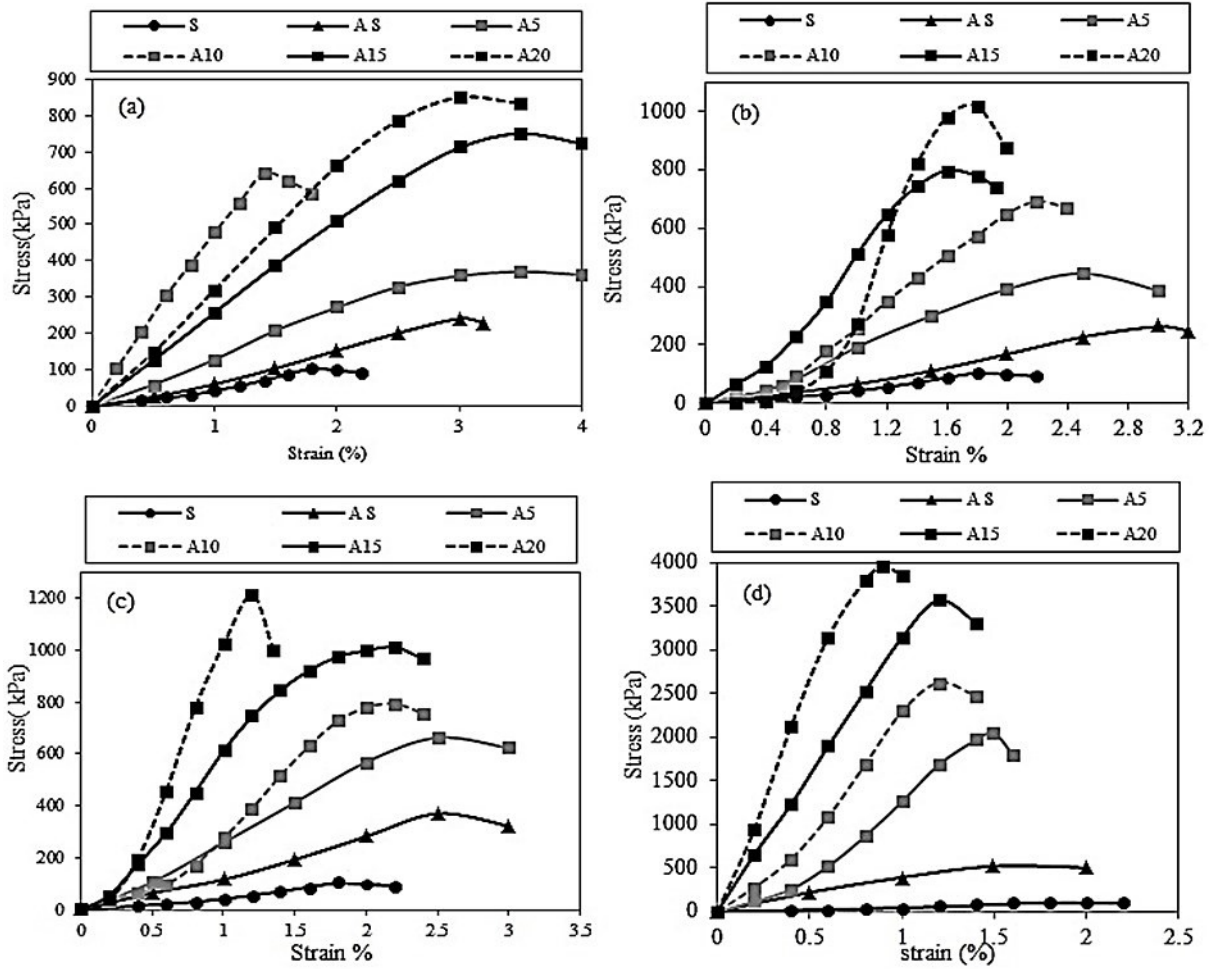 S A S A5
A10 A15 A20
900
800
700
600
500
400
300
200
100
0
Stress(kPa)
(a)
0 1 2 3 4
Strain (%)
S A S A5
A10 A15 A20
1000
800
600
400
200
0
Stress (kPa)
(b)
0 0.4 0.8 1.2 1.6 2 2.4 2.8 3.2
Strain %
S A S A5
A10 A15 A20
1200
1000
800
600
400
200
0
Stress( kPa)
(c)
0 0.5 1 1.5 2 2.5 3 3.5
Strain %
S A S A5
A10 A15 A20
4000
3500
3000
2500
2000
1500
1000
500
0
Stress (kPa)
(d)
0 0.5 1 1.5 2 2.5
strain (%)